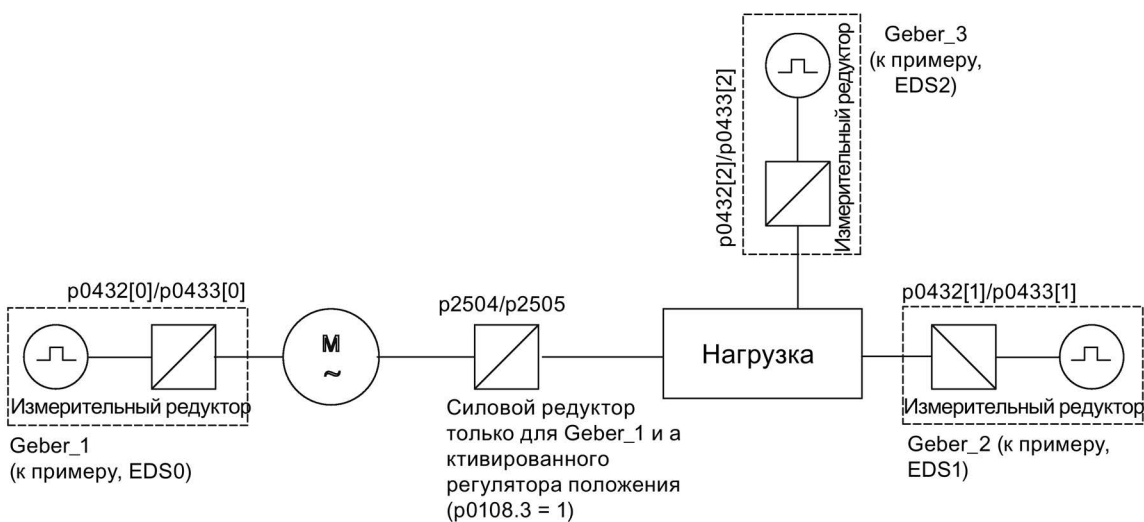 Geber_3
(к примеру,
EDS2)
p0432[2]/p0433[2]
Измерительный редуктор
p0432[0]/p0433[0]
M
~
Измерительный редуктор
Geber_1
(к примеру, EDS0)
p2504/p2505
Силовой редуктор
только для Geber_1 и а
ктивированного
регулятора положения
(p0108.3 = 1)
Нагрузка
p0432[1]/p0433[1]
Измерительный редуктор
Geber_2 (к примеру,
EDS1)